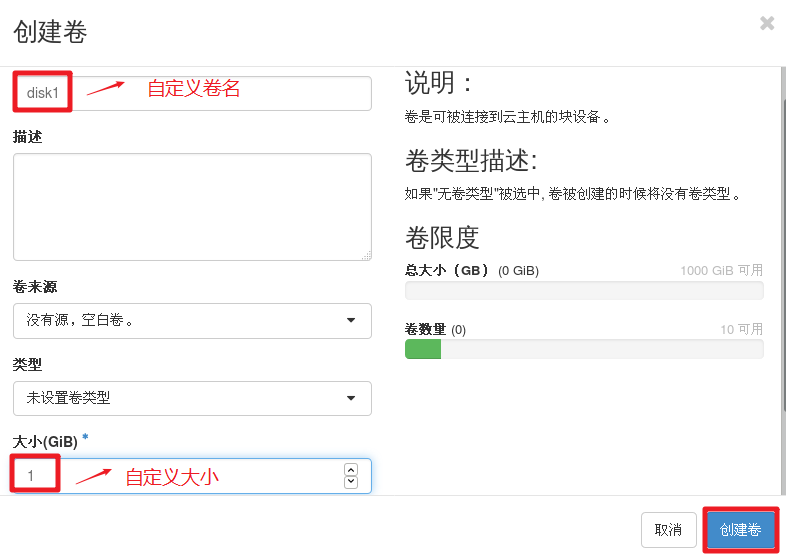 创建卷
×
disk1
自定义卷名
描述
卷来源
没有源，空白卷。
类型
未设置卷类型
大小(GiB) *
1
自定义大小
说明：
卷是可被连接到云主机的块设备。
卷类型描述:
如果"无卷类型"被选中, 卷被创建的时候将没有卷类型。
卷限度
总大小（GB） (0 GiB) 1000 GiB 可用
卷数量 (0) 10 可用
取消
创建卷